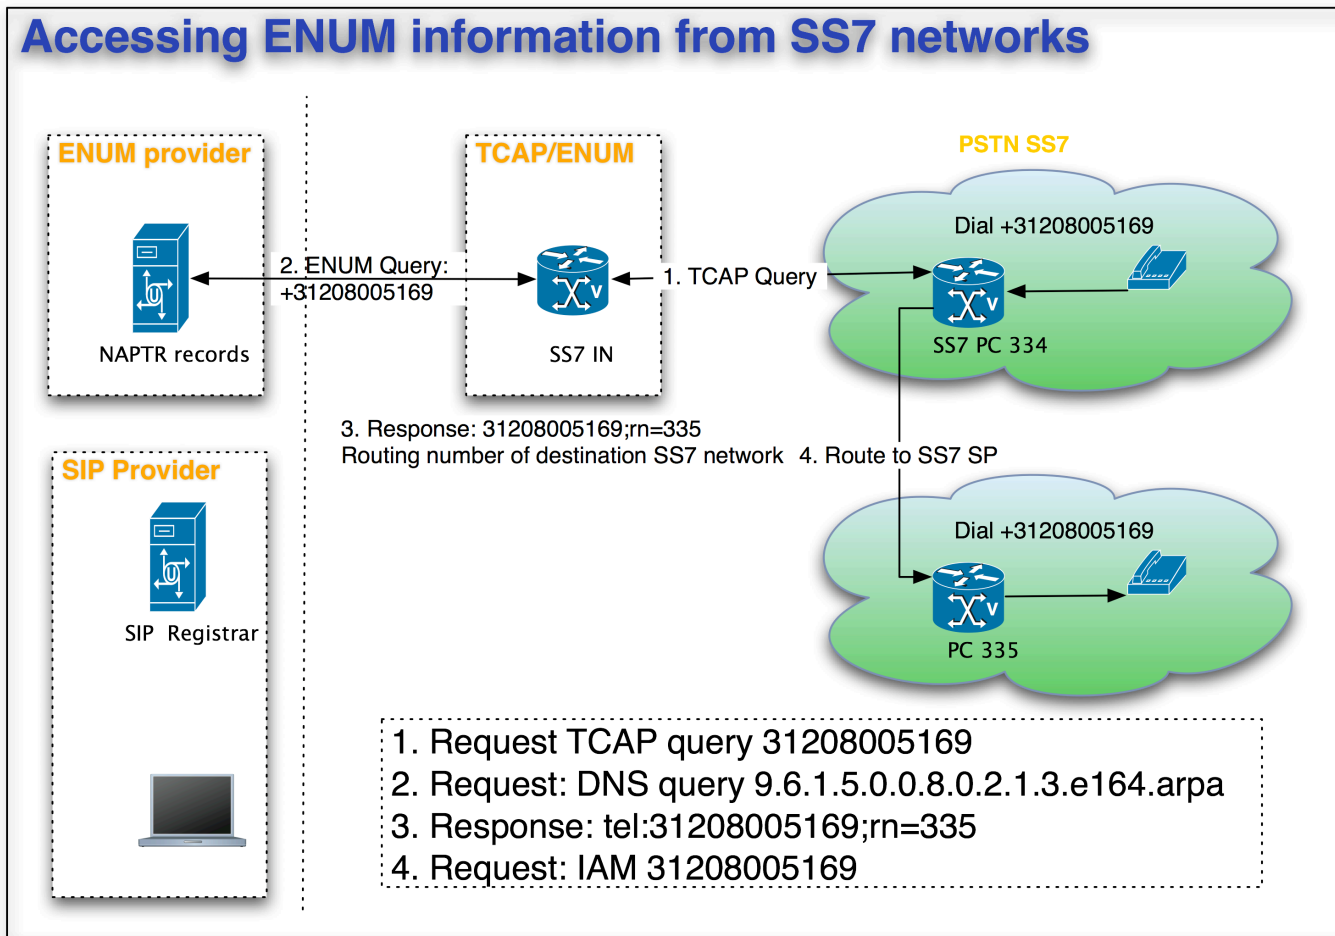 Accessing ENUM information from SS7 networks
ENUM provider
NAPTR records
2. ENUM Query:
+31208005169
TCAP/ENUM
SS7 IN
1. TCAP Query
PSTN SS7
Dial +31208005169
V
V
SS7 PC 334
U
3. Response: 31208005169;rn=335
Routing number of destination SS7 network
4. Route to SS7 SP
SIP Provider
U
SIP Registrar
Dial +31208005169
V
PC 335
1. Request TCAP query 31208005169
2. Request: DNS query 9.6.1.5.0.0.8.0.2.1.3.e164.arpa
3. Response: tel:31208005169;rn=335
4. Request: IAM 31208005169